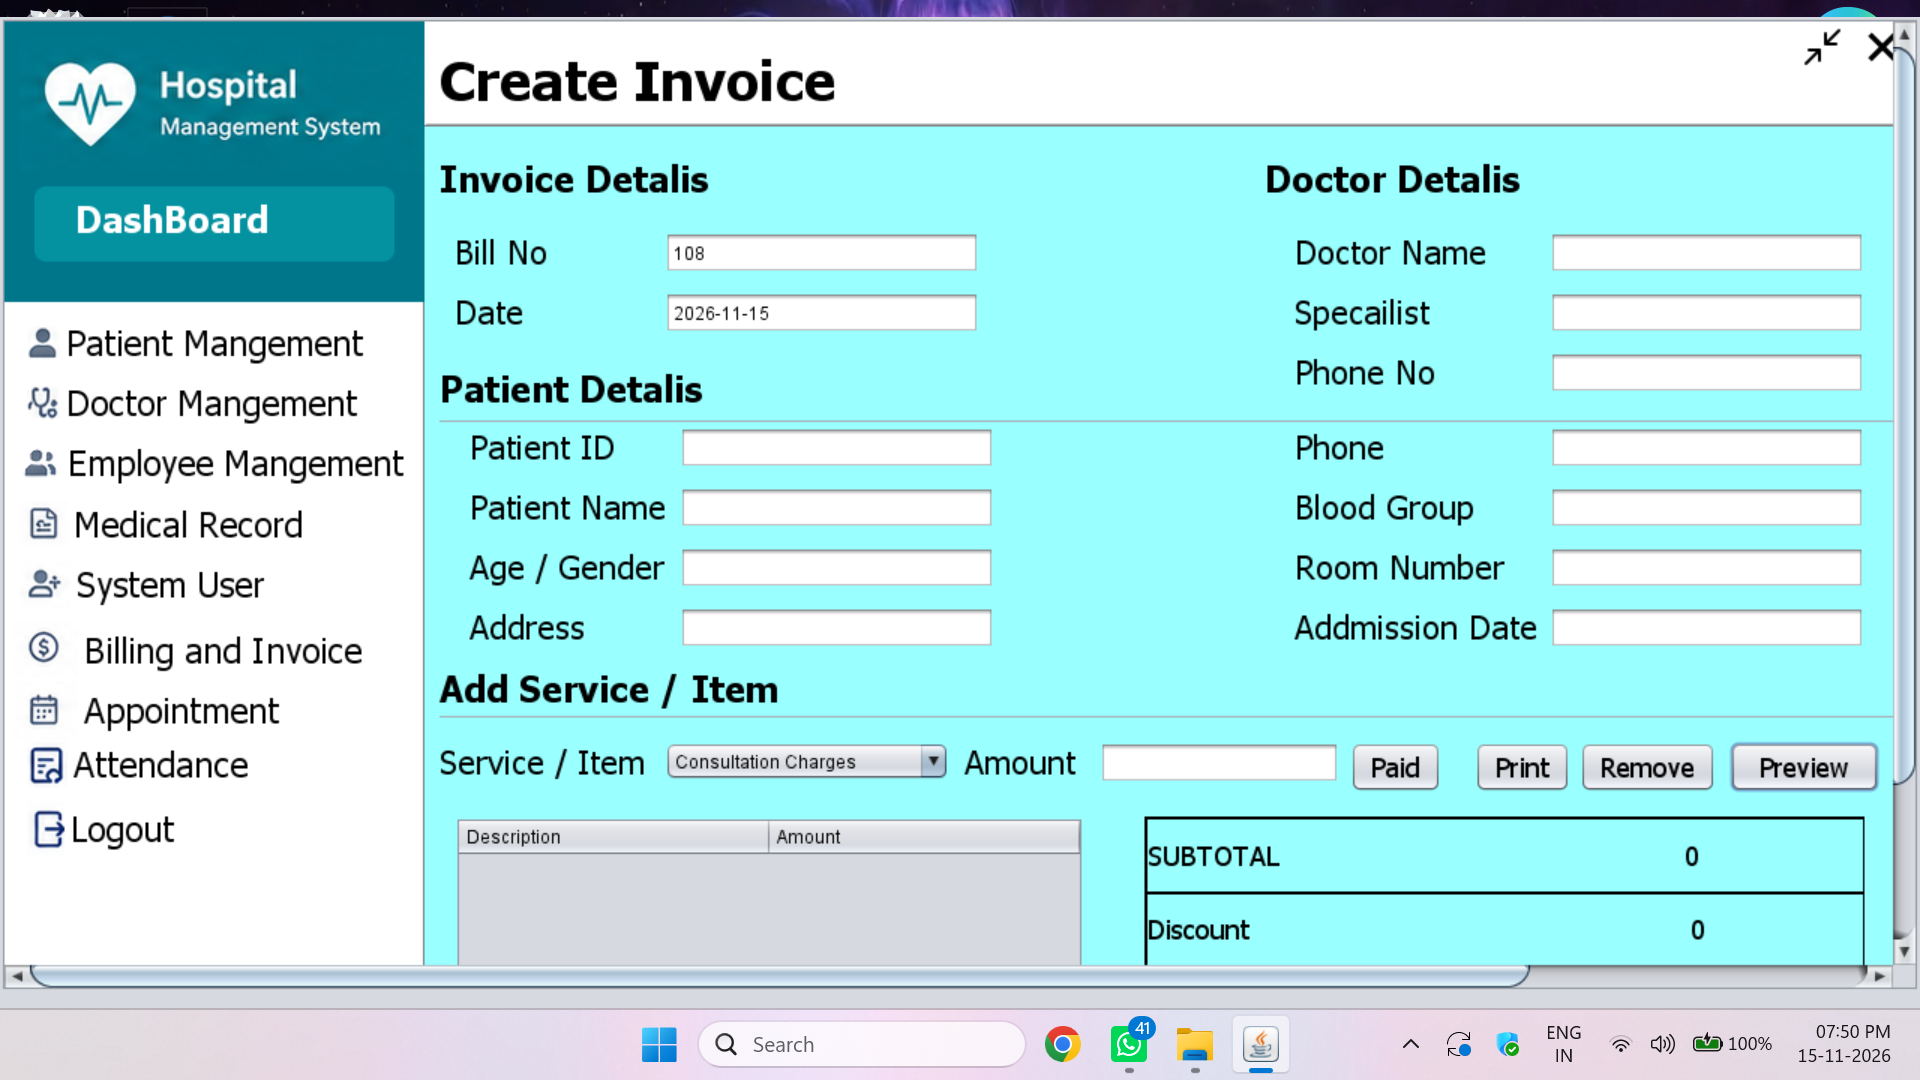 Hospital
Management System
DashBoard
Patient Mangement
Doctor Mangement
Employee Mangement
Medical Record
System User
Billing and Invoice
Appointment
Attendance
Logout
Create Invoice
Invoice Detalis
Bill No 108
Date 2026-11-15
Doctor Detalis
Doctor Name
Specailist
Phone No
Patient Detalis
Patient ID
Patient Name
Age / Gender
Address
Phone
Blood Group
Room Number
Addmission Date
Add Service / Item
Service / Item Consultation Charges Amount Paid Print Remove Preview
Description Amount
SUBTOTAL 0
Discount 0
Search
41
ENG
IN
100%
07:50 PM
15-11-2026